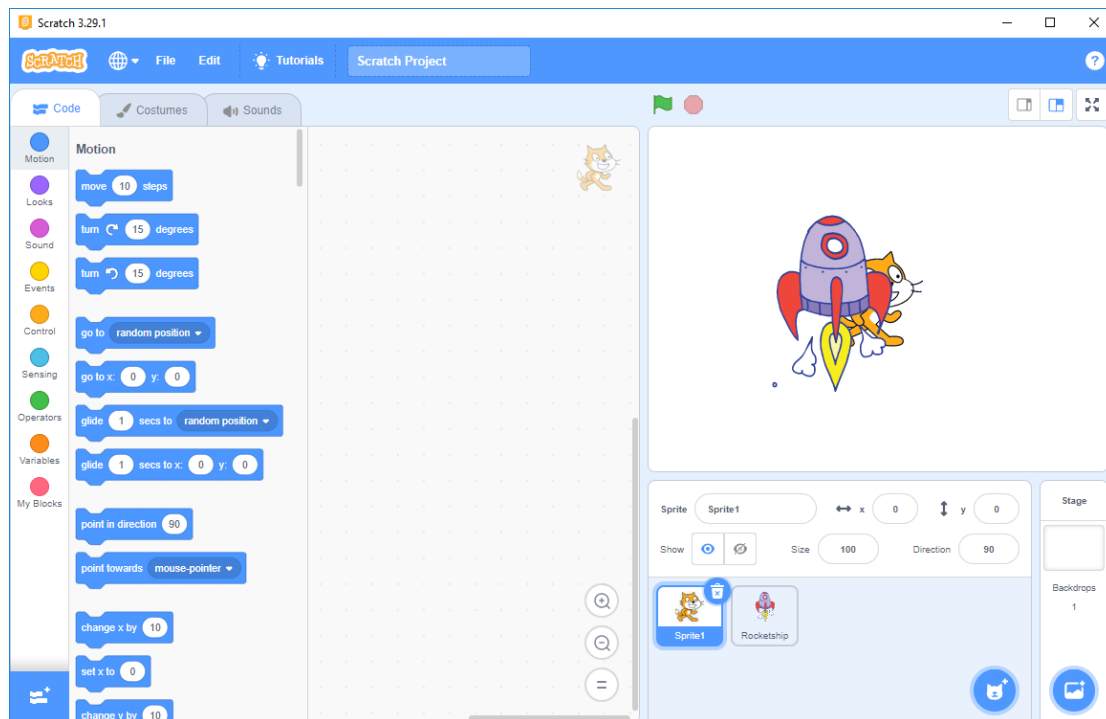 Scratch 3.29.1
SCRATCH File Edit Tutorials Scratch Project ?
Code Costumes Sounds
Motion
Looks
Sound
Events
Control
Sensing
Operators
Variables
My Blocks
Motion
move 10 steps
turn 15 degrees
turn 15 degrees
go to random position
go to x: 0 y: 0
glide 1 secs to random position
glide 1 secs to x: 0 y: 0
point in direction 90
point towards mouse-pointer
change x by 10
set x to 0
change y by 10
Sprite Sprite1 x 0 y 0
Show Size 100 Direction 90
Sprite1 Rocketship
Stage
Backdrops
1